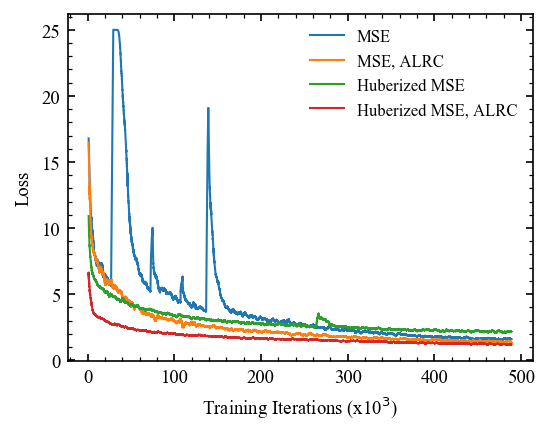 25
20
15
10
5
0
Loss
MSE
MSE, ALRC
Huberized MSE
Huberized MSE, ALRC
0 100 200 300 400 500
Training Iterations (x10³)